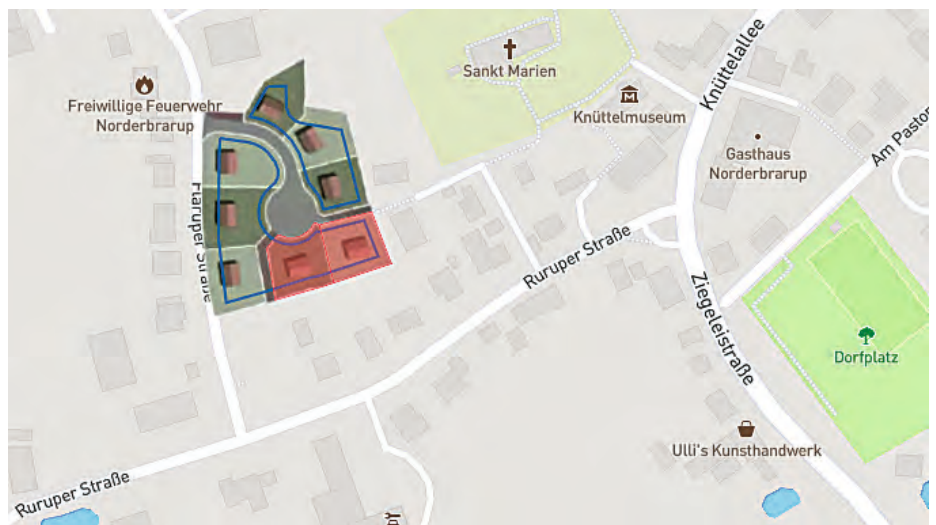 Sankt Marien
Knüttelallee
Freiwillige Feuerwehr
Norderbrarup
Knüttelmuseum
Gasthaus
Norderbrarup
Am Pastor
Ruruper Straße
Straße
Ziegeleistraße
Dorfplatz
Ulli's Kunsthandwerk
Ruruper Straße